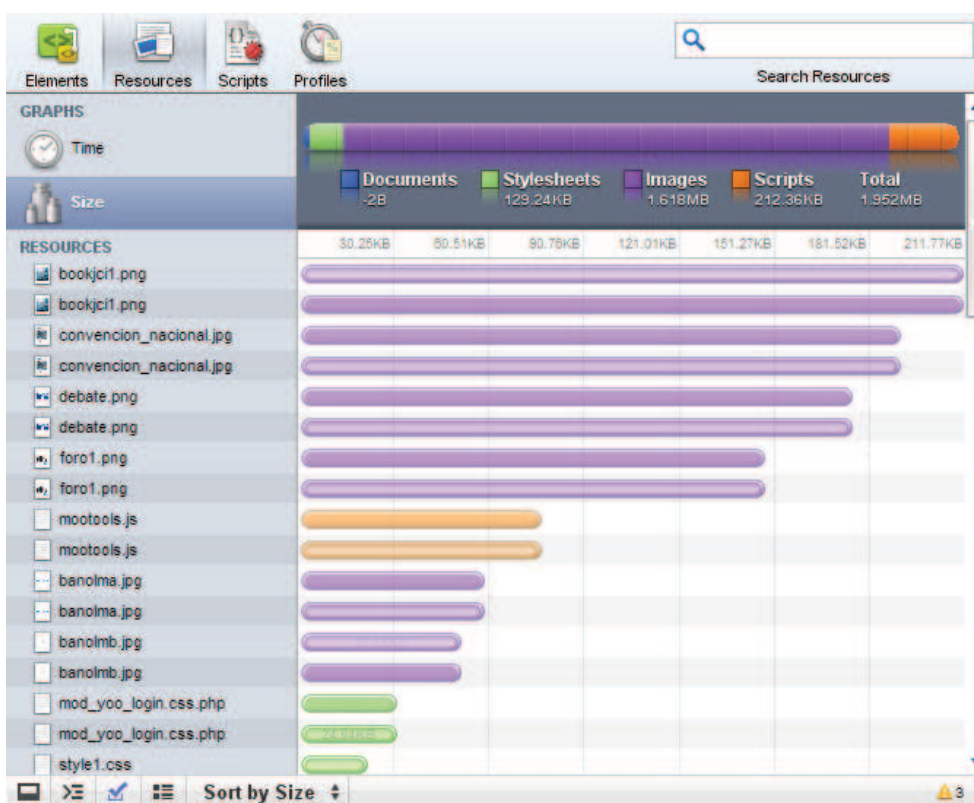 Elements Resources Scripts Profiles
Search Resources
GRAPHS
Time
Size
Documents Stylesheets Images Scripts Total
-2B 129.24KB 1.618MB 212.36KB 1.952MB
RESOURCES
30.25KB 60.51KB 90.76KB 121.01KB 151.27KB 181.52KB 211.77KB
bookjci1.png
bookjci1.png
convencion_nacional.jpg
convencion_nacional.jpg
debate.png
debate.png
foro1.png
foro1.png
mootools.js
mootools.js
banolma.jpg
banolma.jpg
banolmb.jpg
banolmb.jpg
mod_yoo_login.css.php
mod_yoo_login.css.php
style1.css
Sort by Size
3